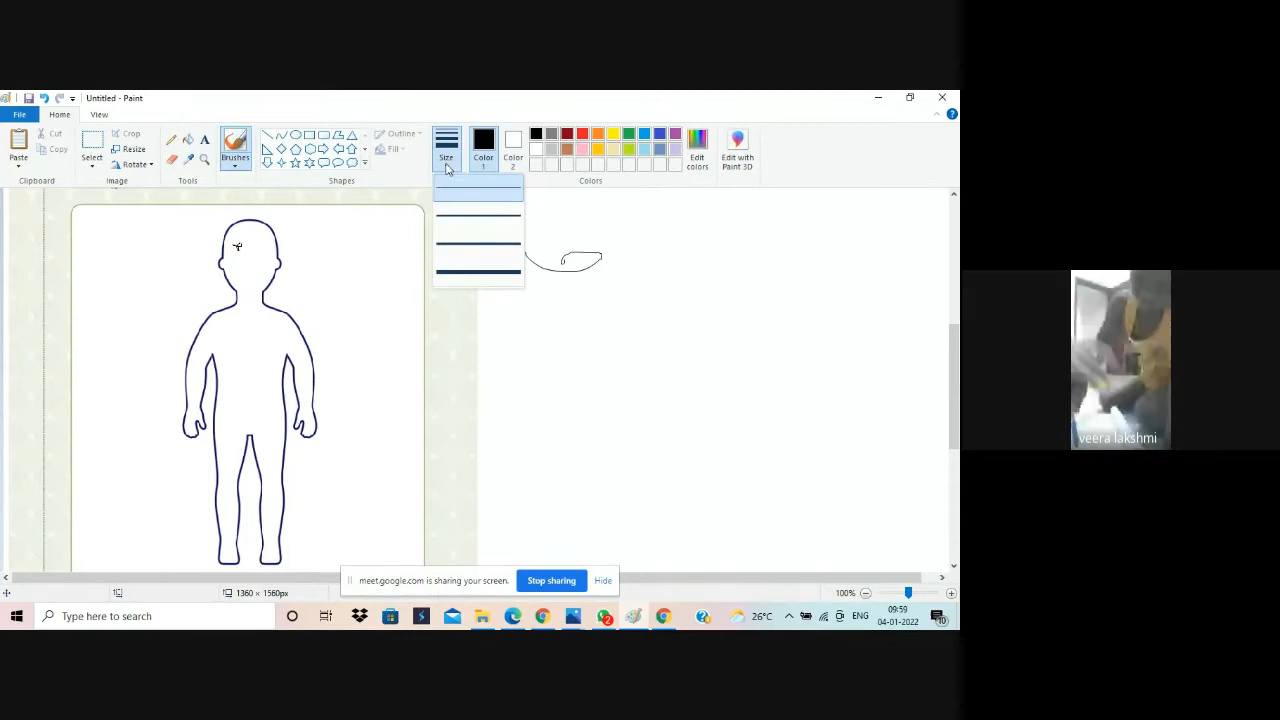 Untitled - Paint
File Home View
Paste
Cut
Copy
Clipboard
Select
Crop
Resize
Rotate
Image
Tools
Brushes
Shapes
Outline
Fill
Size
Color 1
Color 2
Edit colors
Edit with Paint 3D
Colors
veera lakshmi
meet.google.com is sharing your screen. Stop sharing Hide
1360 × 1560px
100%
Type here to search
2
26°C
ENG
09:59
04-01-2022
10